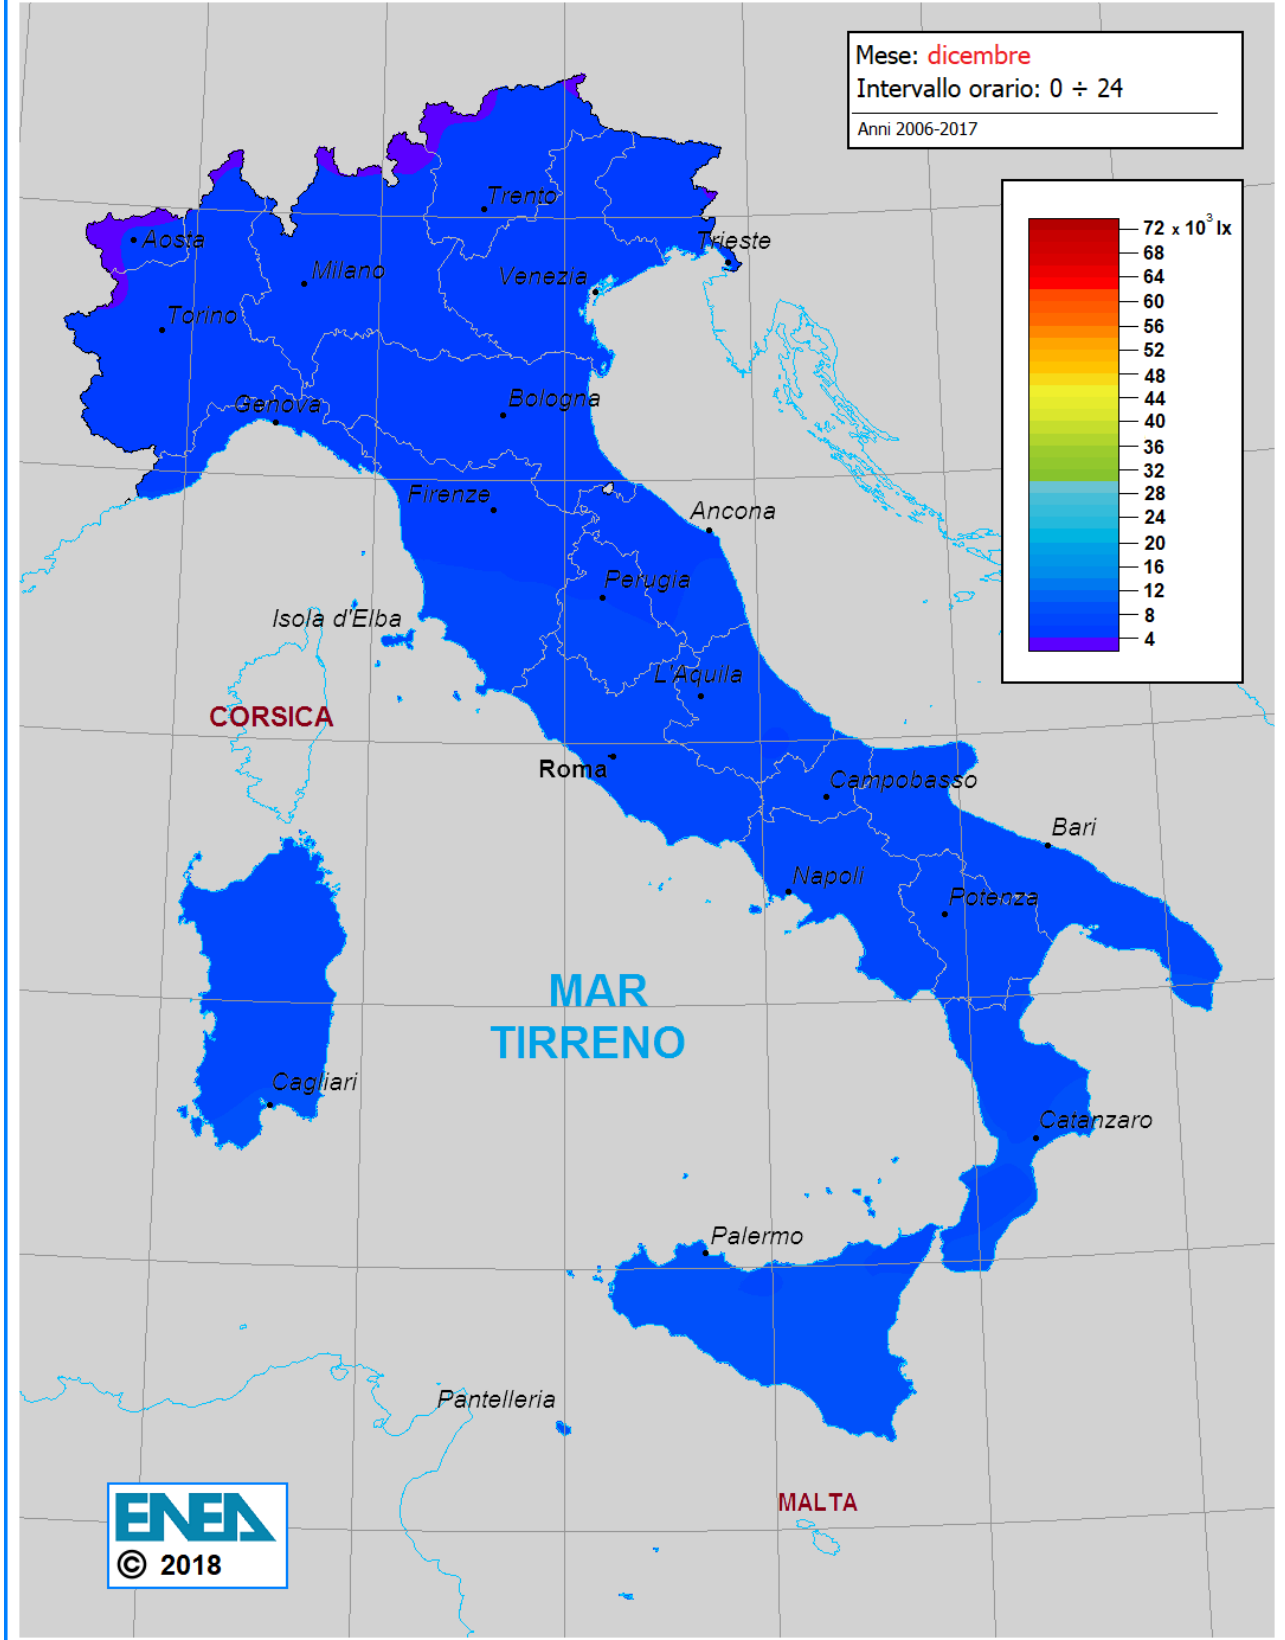 Mese: dicembre
Intervallo orario: 0 ÷ 24
Anni 2006-2017
72 x 10³ lx
68
64
60
56
52
48
44
40
36
32
28
24
20
16
12
8
4
Trento
Aosta
Trieste
Milano
Venezia
Torino
Genova
Bologna
Firenze
Ancona
Perugia
Isola d'Elba
L'Aquila
CORSICA
Roma
Campobasso
Bari
Napoli
Potenza
MAR
TIRRENO
Cagliari
Catanzaro
Palermo
Pantelleria
MALTA
ENEA
© 2018